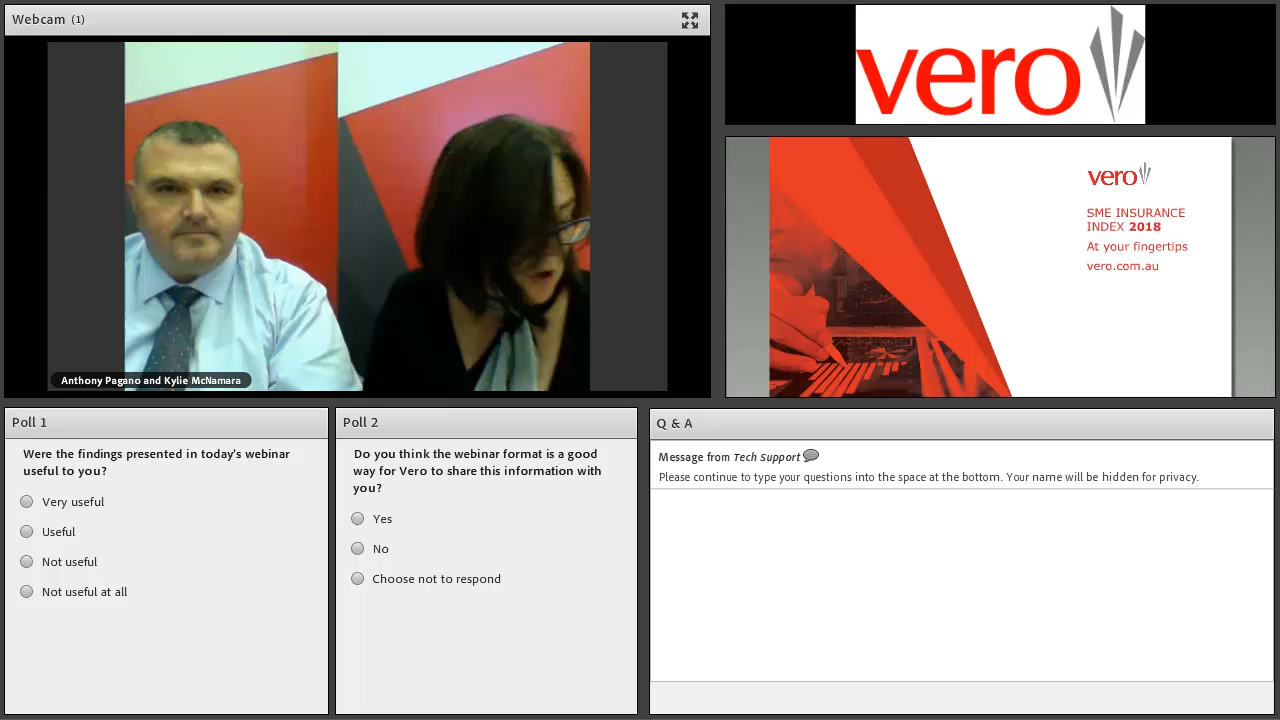 Webcam (1)
vero
Anthony Pagano and Kylie McNamara
vero
SME INSURANCE
INDEX 2018
At your fingertips
vero.com.au
Poll 1
Were the findings presented in today's webinar
useful to you?
Very useful
Useful
Not useful
Not useful at all
Poll 2
Do you think the webinar format is a good
way for Vero to share this information with
you?
Yes
No
Choose not to respond
Q & A
Message from Tech Support
Please continue to type your questions into the space at the bottom. Your name will be hidden for privacy.